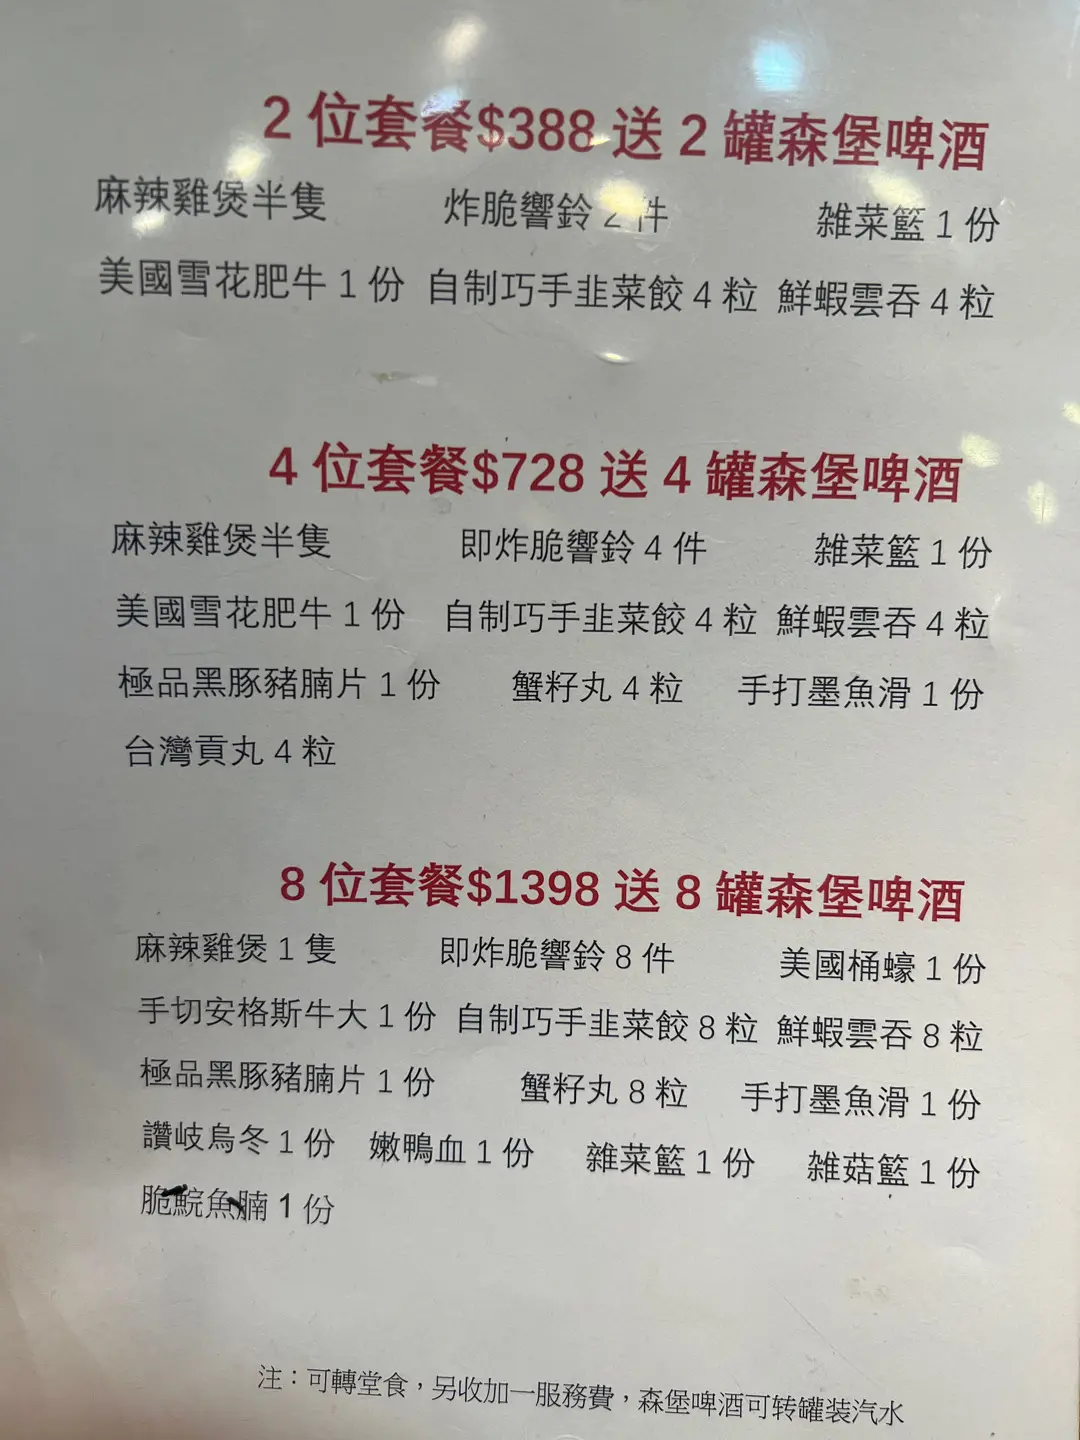 2 位套餐$388 送 2 罐森堡啤酒
麻辣雞煲半隻 炸脆響鈴 2 件 雑菜籃 1 份
美國雪花肥牛 1 份 自制巧手韭菜餃 4 粒 鮮蝦雲吞 4 粒
4 位套餐$728 送 4 罐森堡啤酒
麻辣雞煲半隻 即炸脆響鈴 4 件 雑菜籃 1 份
美國雪花肥牛 1 份 自制巧手韭菜餃 4 粒 鮮蝦雲吞 4 粒
極品黑豚豬腩片 1 份 蟹籽丸 4 粒 手打墨魚滑 1 份
台灣貢丸 4 粒
8 位套餐$1398 送 8 罐森堡啤酒
麻辣雞煲 1 隻 即炸脆響鈴 8 件 美國桶蠔 1 份
手切安格斯牛大 1 份 自制巧手韭菜餃 8 粒 鮮蝦雲吞 8 粒
極品黑豚豬腩片 1 份 蟹籽丸 8 粒 手打墨魚滑 1 份
讚岐烏冬 1 份 嫩鴨血 1 份 雜菜籃 1 份 雑菇籃 1 份
脆鯇魚腩 1 份
注：可轉堂食，另收加一服務費，森堡啤酒可转罐装汽水